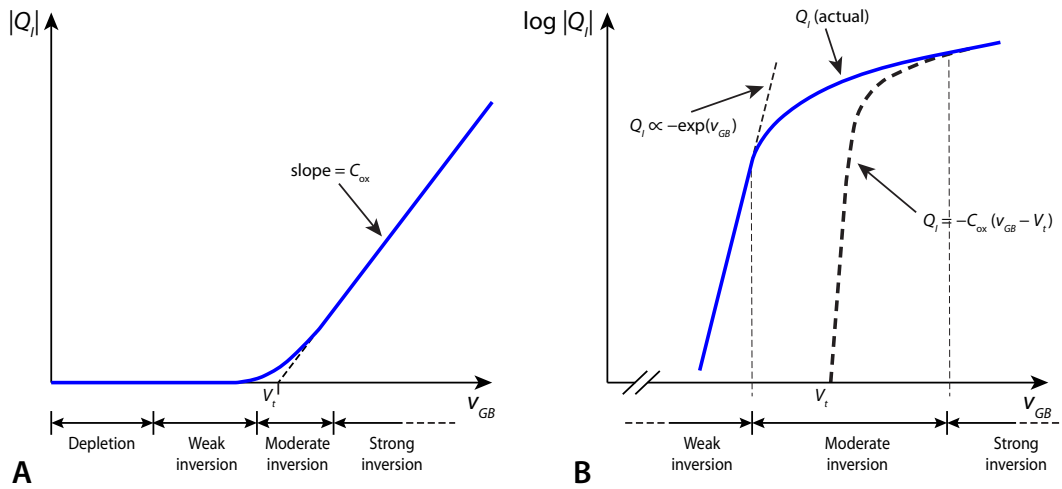 |Q_I|
slope = C_ox
V_t
v_GB
Depletion
Weak
inversion
Moderate
inversion
Strong
inversion
A
log |Q_I|
Q_I (actual)
Q_I ∝ −exp(v_GB)
Q_I = −C_ox (v_GB − V_t)
V_t
v_GB
Weak
inversion
Moderate
inversion
Strong
inversion
B